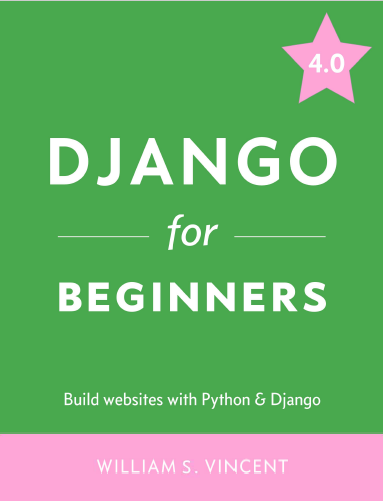 4.0
DJANGO
for
BEGINNERS
Build websites with Python & Django
WILLIAM S. VINCENT